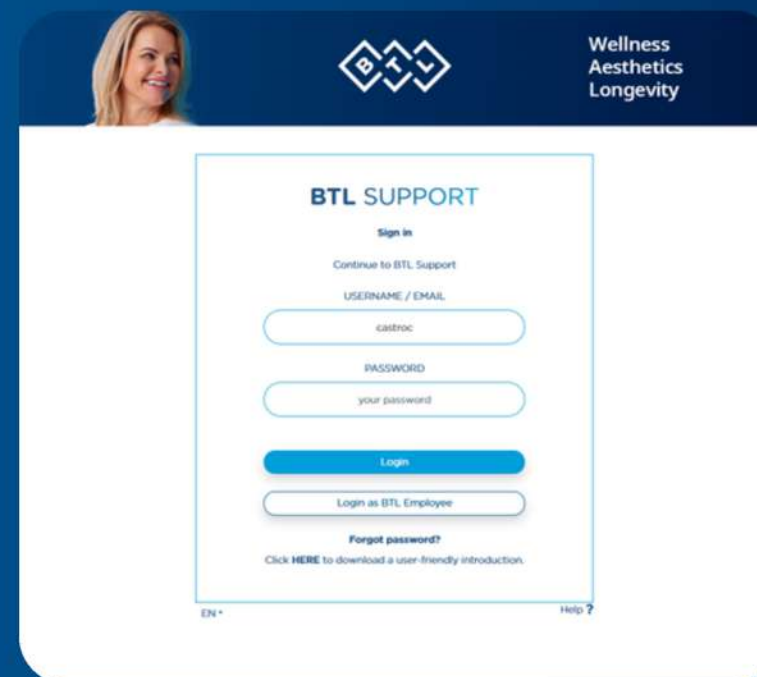 BTL
Wellness
Aesthetics
Longevity
BTL SUPPORT
Sign in
Continue to BTL Support
USERNAME / EMAIL
castroc
PASSWORD
your password
Login
Login as BTL Employee
Forgot password?
Click HERE to download a user-friendly introduction.
EN
Help ?